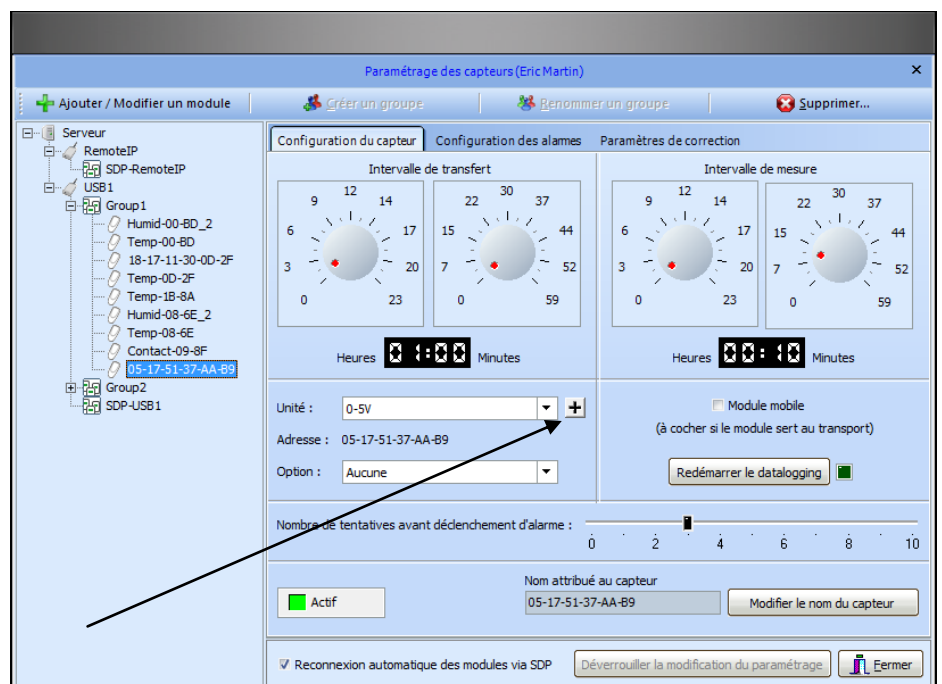 Paramétrage des capteurs (Eric Martin)
Ajouter / Modifier un module
Créer un groupe
Renommer un groupe
Supprimer...
Serveur
RemoteIP
SDP-RemoteIP
USB1
Group1
Humid-00-BD_2
Temp-00-BD
18-17-11-30-0D-2F
Temp-0D-2F
Temp-1B-8A
Humid-08-6E_2
Temp-08-6E
Contact-09-8F
05-17-51-37-AA-B9
Group2
SDP-USB1
Configuration du capteur
Configuration des alarmes
Paramètres de correction
Intervalle de transfert
0 3 6 9 12 14 17 20 23
0 7 15 22 30 37 44 52 59
Heures 01:00 Minutes
Intervalle de mesure
0 3 6 9 12 14 17 20 23
0 7 15 22 30 37 44 52 59
Heures 00:10 Minutes
Unité : 0-5V +
Adresse : 05-17-51-37-AA-B9
Option : Aucune
Module mobile
(à cocher si le module sert au transport)
Redémarrer le datalogging
Nombre de tentatives avant déclenchement d'alarme :
0 2 4 6 8 10
Actif
Nom attribué au capteur
05-17-51-37-AA-B9
Modifier le nom du capteur
Reconnexion automatique des modules via SDP
Déverrouiller la modification du paramétrage
Fermer